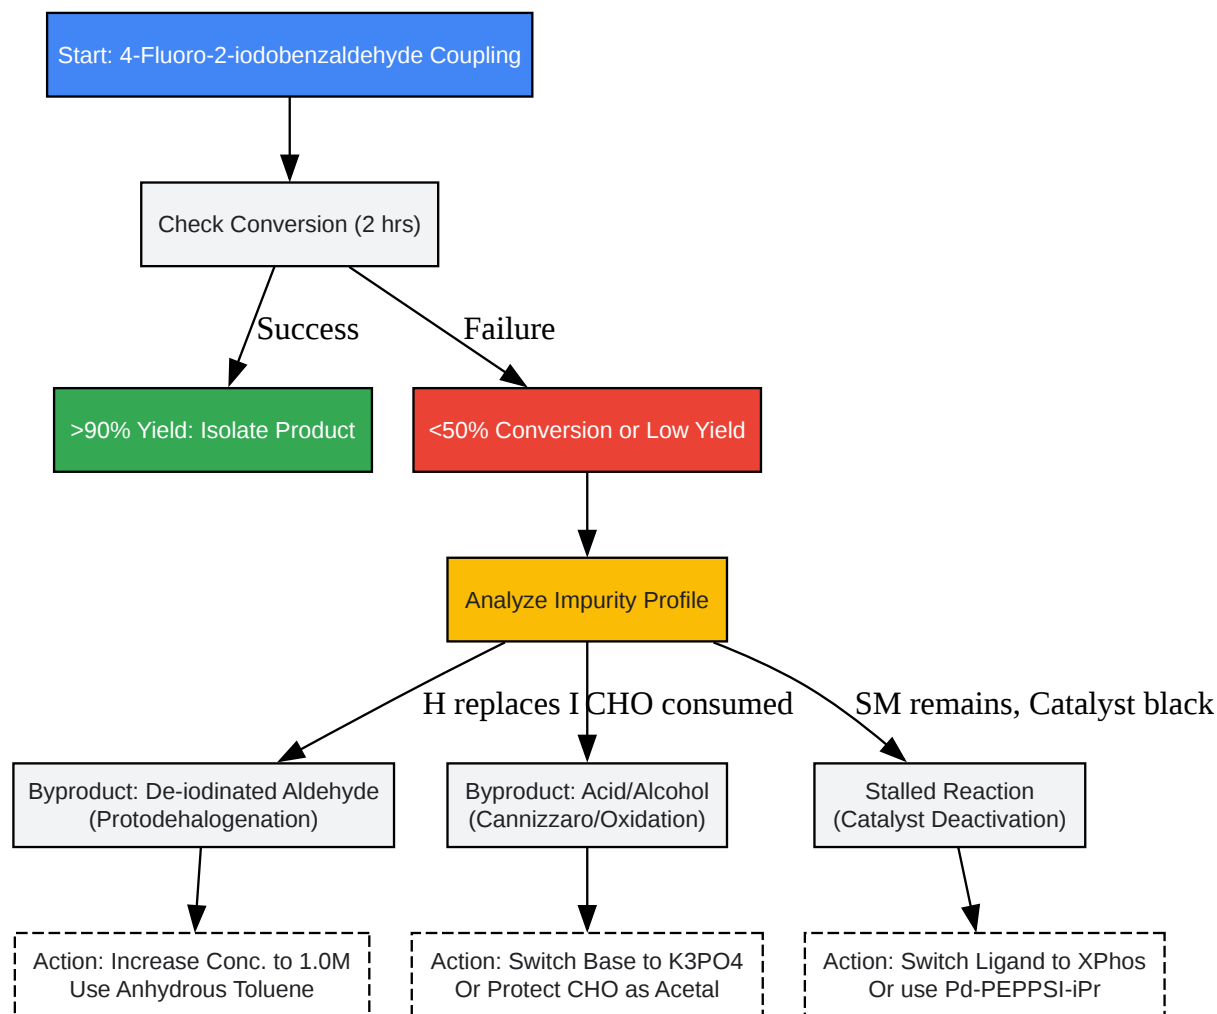 Start: 4-Fluoro-2-iodobenzaldehyde Coupling
Check Conversion (2 hrs)
Success
Failure
>90% Yield: Isolate Product
<50% Conversion or Low Yield
Analyze Impurity Profile
H replaces I
CHO consumed
SM remains, Catalyst black
Byproduct: De-iodinated Aldehyde
(Protodehalogenation)
Byproduct: Acid/Alcohol
(Cannizzaro/Oxidation)
Stalled Reaction
(Catalyst Deactivation)
Action: Increase Conc. to 1.0M
Use Anhydrous Toluene
Action: Switch Base to K3PO4
Or Protect CHO as Acetal
Action: Switch Ligand to XPhos
Or use Pd-PEPPSI-iPr